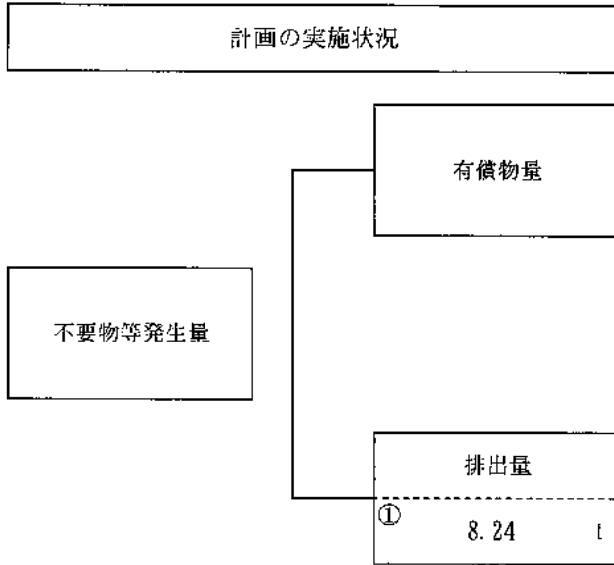 計画の実施状況
有償物量
不要物等発生量
排出量
①
8.24 t